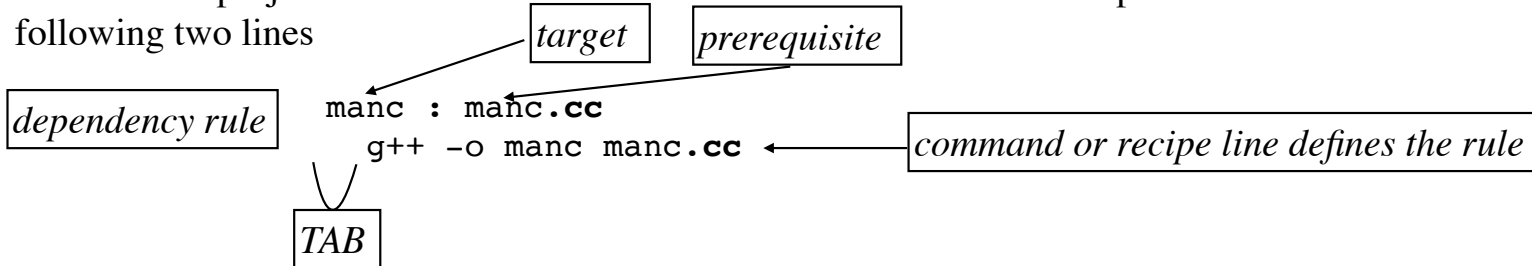 following two lines
target
prerequisite
dependency rule
manc : manc.cc
g++ -o manc manc.cc
command or recipe line defines the rule
TAB